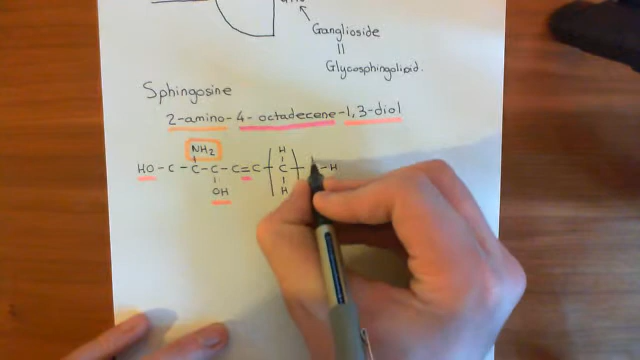 Ganglioside
||
Glycosphingolipid.
Sphingosine
2-amino-4-octadecene-1,3-diol
H
NH2
HO-C-C-C-C=C-(C)-H
OH
H